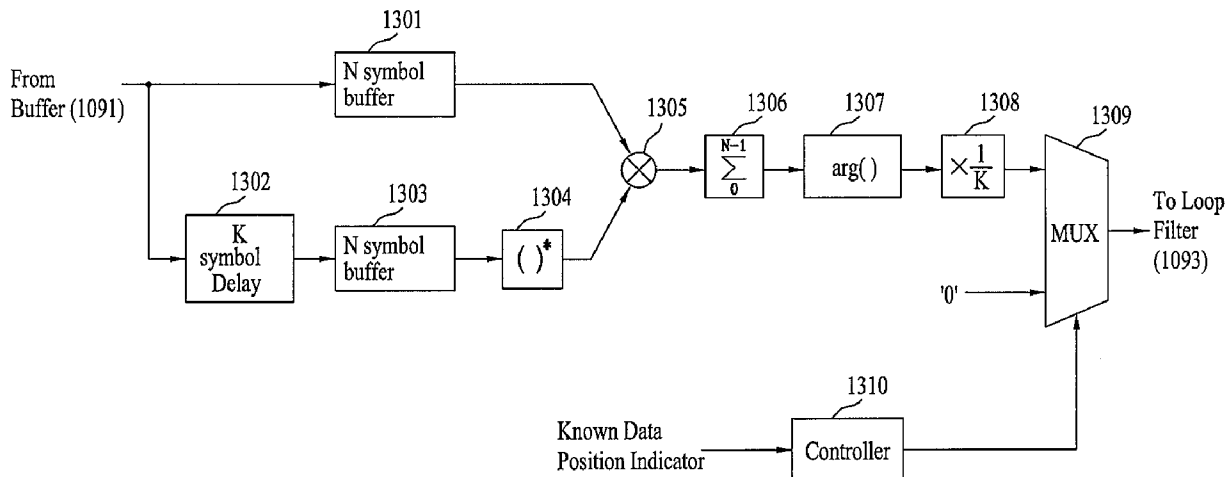 1301
From
Buffer (1091)
N symbol
buffer
1305
1306
1307
1308
1309
N-1
∑
0
arg( )
× 1/K
1302
1303
1304
K
symbol
Delay
N symbol
buffer
( )*
MUX
To Loop
Filter
(1093)
'0'
1310
Known Data
Position Indicator
Controller